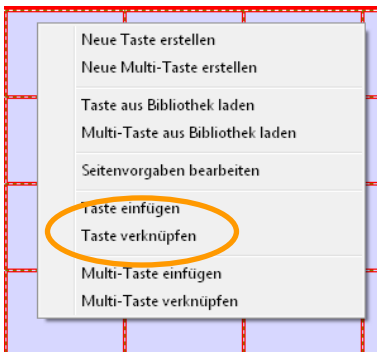 Neue Taste erstellen
Neue Multi-Taste erstellen
Taste aus Bibliothek laden
Multi-Taste aus Bibliothek laden
Seitenvorgaben bearbeiten
Taste einfügen
Taste verknüpfen
Multi-Taste einfügen
Multi-Taste verknüpfen